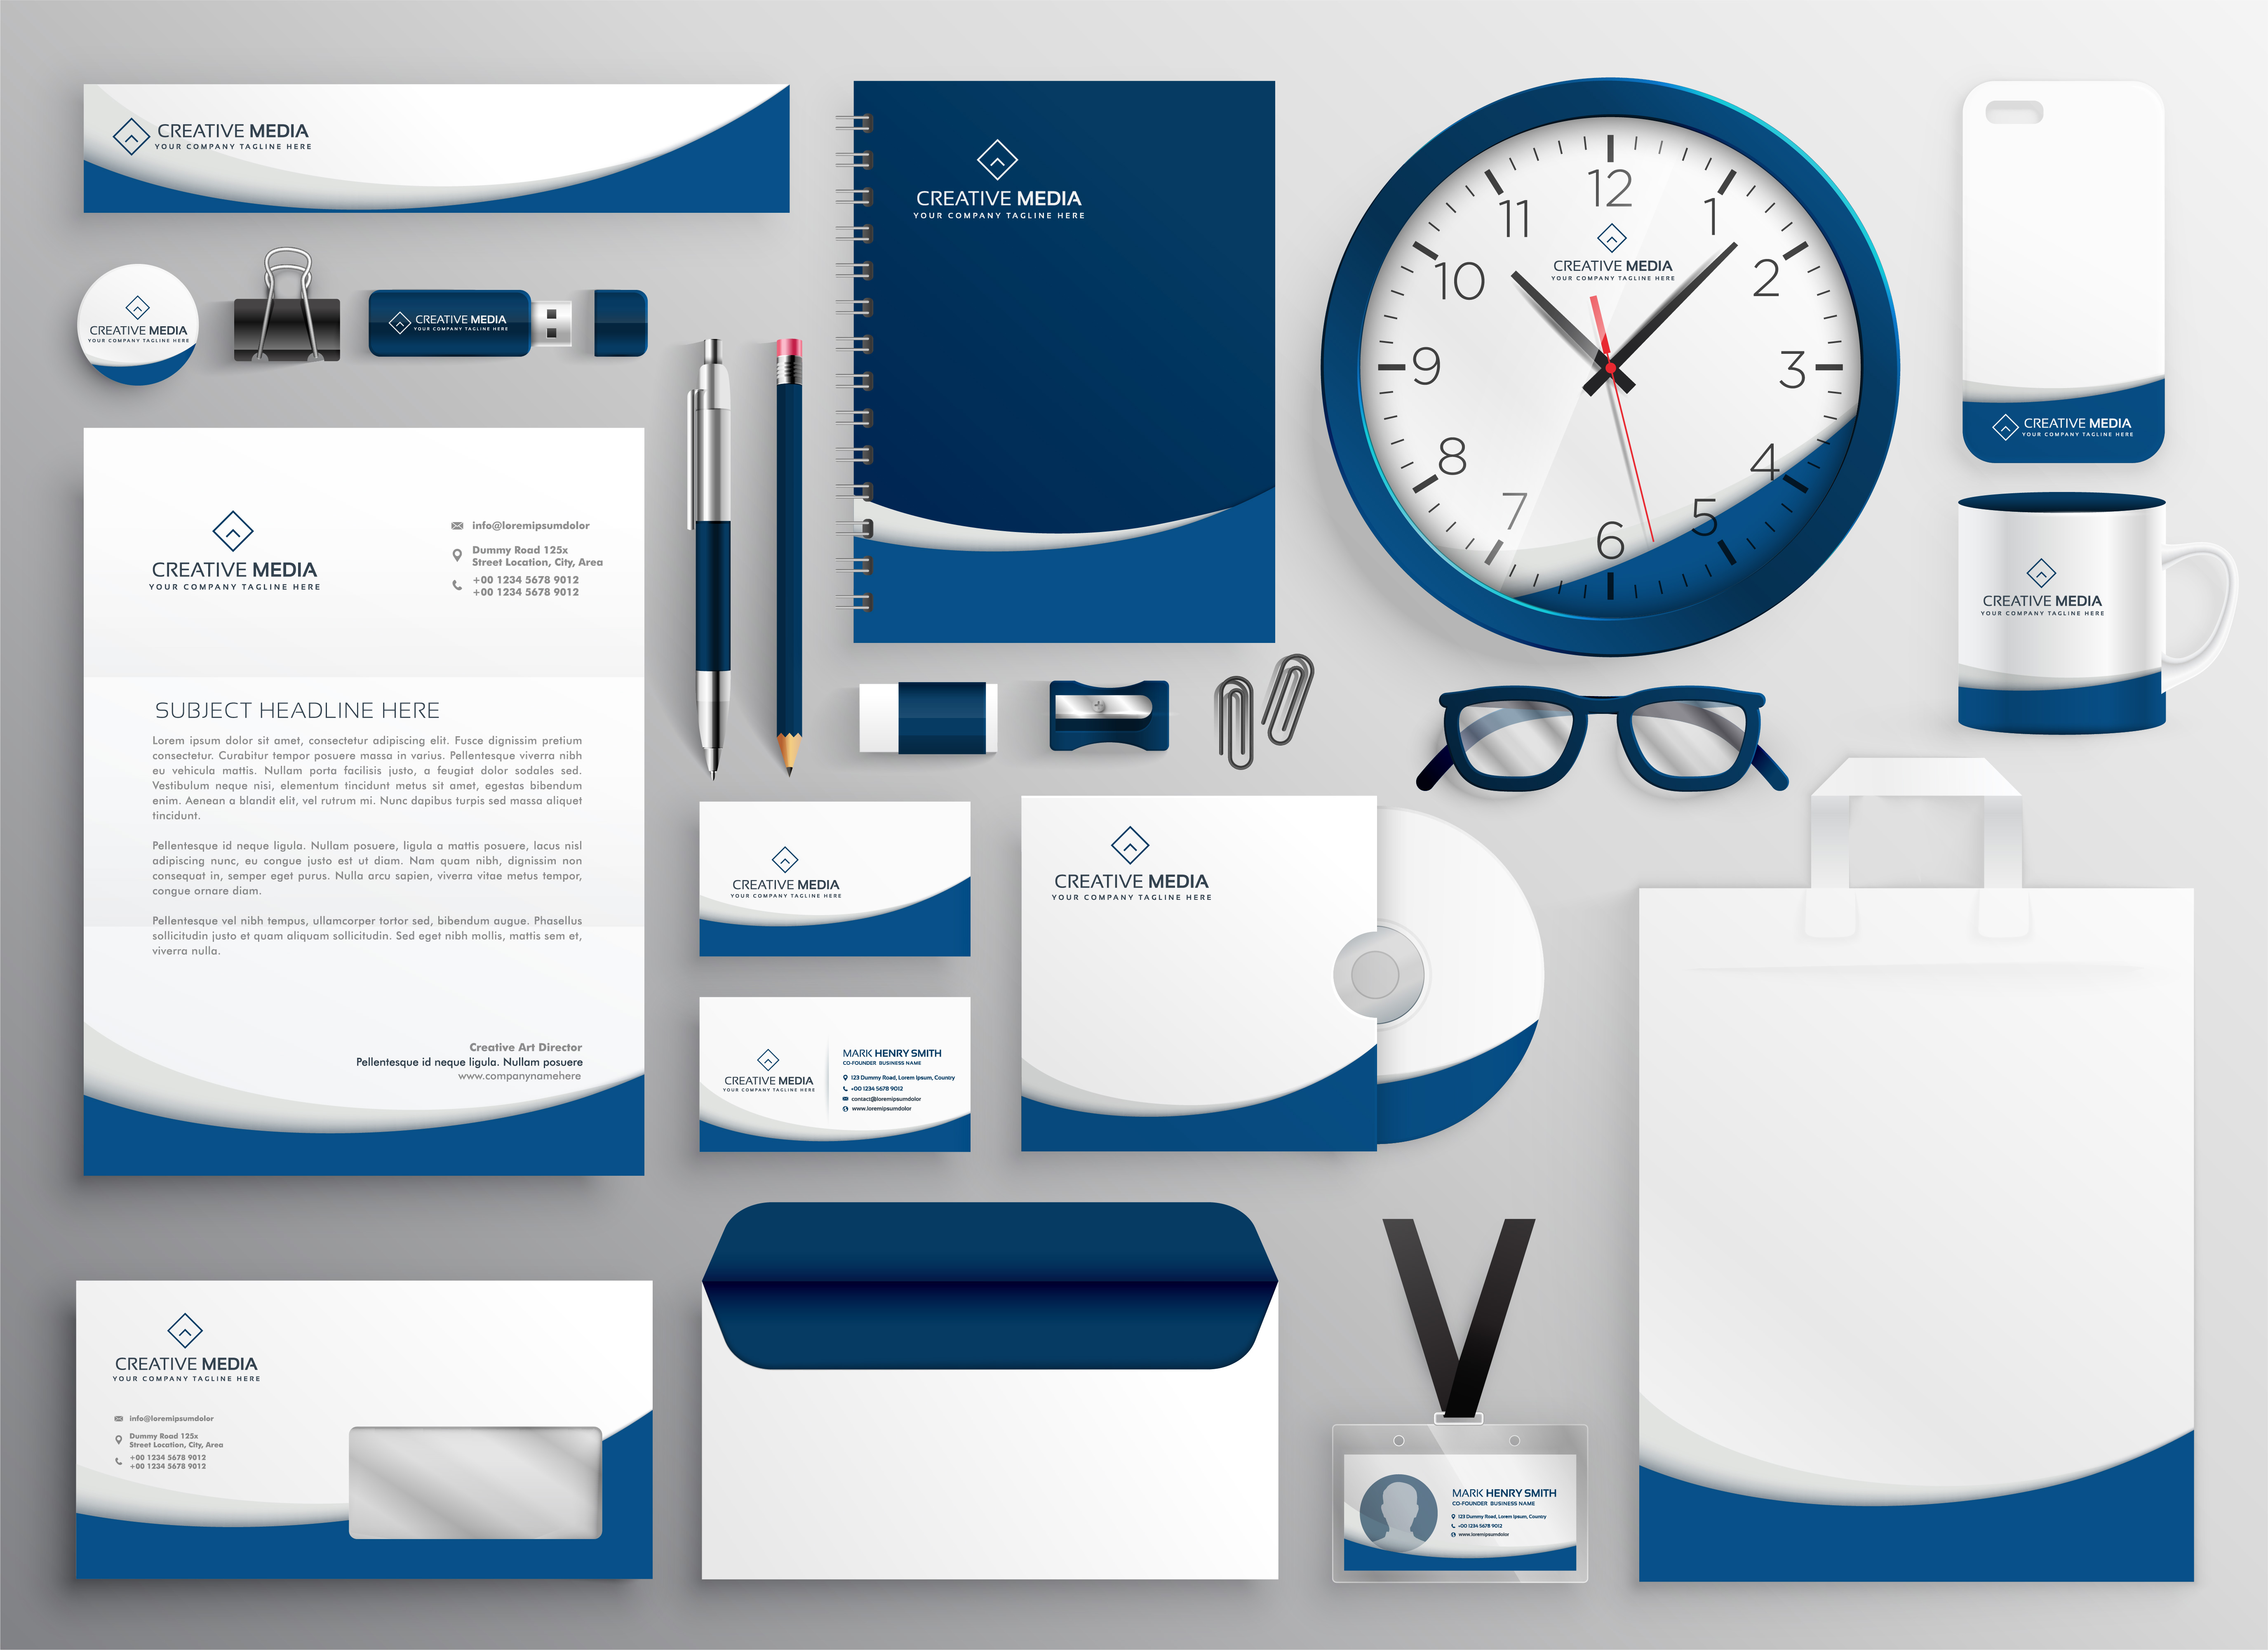 CREATIVE MEDIA
YOUR COMPANY TAGLINE HERE
CREATIVE MEDIA
YOUR COMPANY TAGLINE HERE
CREATIVE MEDIA
YOUR COMPANY TAGLINE HERE
CREATIVE MEDIA
YOUR COMPANY TAGLINE HERE
12
1
2
3
4
5
6
7
8
9
10
11
CREATIVE MEDIA
YOUR COMPANY TAGLINE HERE
CREATIVE MEDIA
YOUR COMPANY TAGLINE HERE
CREATIVE MEDIA
YOUR COMPANY TAGLINE HERE
CREATIVE MEDIA
YOUR COMPANY TAGLINE HERE
info@loremipsumdolor
Dummy Road 125x
Street Location, City, Area
+00 1234 5678 9012
+00 1234 5678 9012
SUBJECT HEADLINE HERE
Lorem ipsum dolor sit amet, consectetur adipiscing elit. Fusce dignissim pretium
consectetur. Curabitur tempor posuere massa in varius. Pellentesque viverra nibh
eu vehicula mattis. Nullam porta facilisis justo, a feugiat dolor sodales sed.
Vestibulum neque nisi, elementum tincidunt metus sit amet, egestas bibendum
enim. Aenean a blandit elit, vel rutrum mi. Nunc dapibus turpis sed massa aliquet
tincidunt.
Pellentesque id neque ligula. Nullam posuere, ligula a mattis posuere, lacus nisl
adipiscing nunc, eu congue justo est ut diam. Nam quam nibh, dignissim non
consequat in, semper eget purus. Nulla arcu sapien, viverra vitae metus tempor,
congue ornare diam.
Pellentesque vel nibh tempus, ullamcorper tortor sed, bibendum augue. Phasellus
sollicitudin justo et quam aliquam sollicitudin. Sed eget nibh mollis, mattis sem et,
viverra nulla.
Creative Art Director
Pellentesque id neque ligula. Nullam posuere
www.companynamehere
CREATIVE MEDIA
YOUR COMPANY TAGLINE HERE
CREATIVE MEDIA
YOUR COMPANY TAGLINE HERE
MARK HENRY SMITH
CO-FOUNDER BUSINESS NAME
123 Dummy Road, Lorem Ipsum, Country
+00 1234 5678 9012
contact@loremipsumdolor
www.loremipsumdolor
CREATIVE MEDIA
YOUR COMPANY TAGLINE HERE
CREATIVE MEDIA
YOUR COMPANY TAGLINE HERE
info@loremipsumdolor
Dummy Road 125x
Street Location, City, Area
+00 1234 5678 9012
+00 1234 5678 9012
MARK HENRY SMITH
CO-FOUNDER BUSINESS NAME
123 Dummy Road, Lorem Ipsum, Country
+00 1234 5678 9012
www.loremipsumdolor